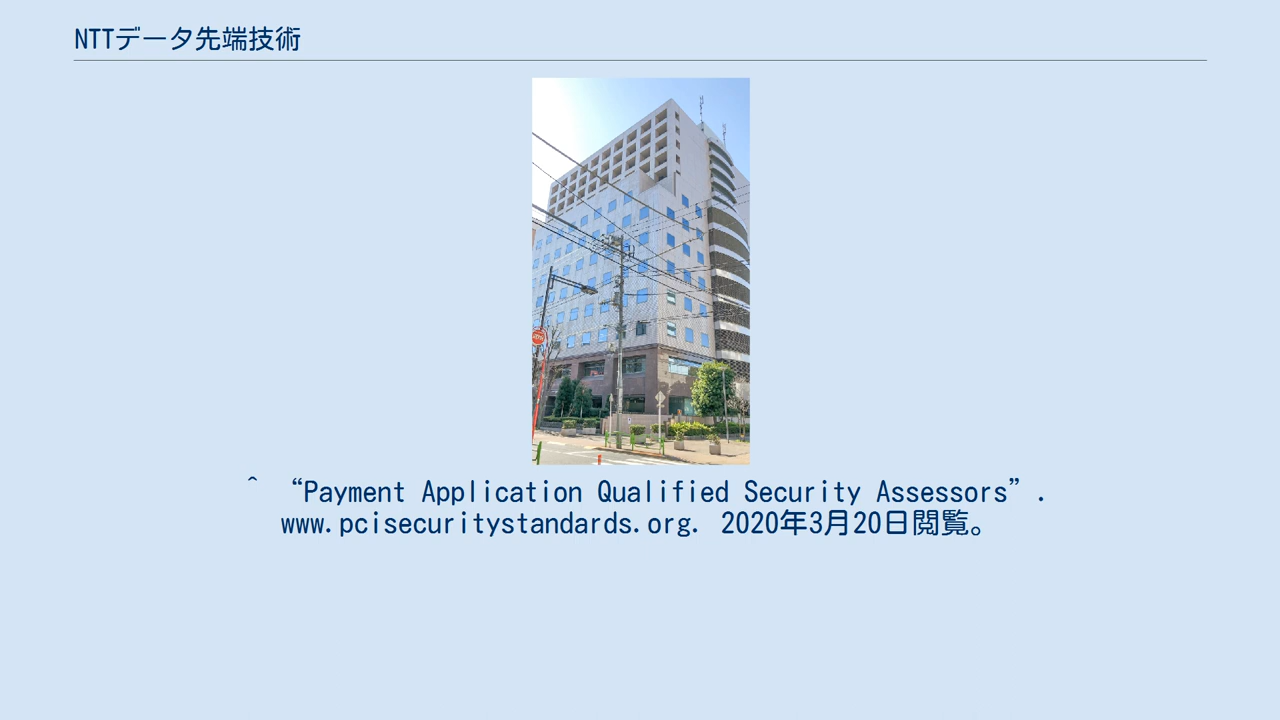 NTTデータ先端技術
^ “Payment Application Qualified Security Assessors”.
www.pcisecuritystandards.org. 2020年3月20日閲覧。